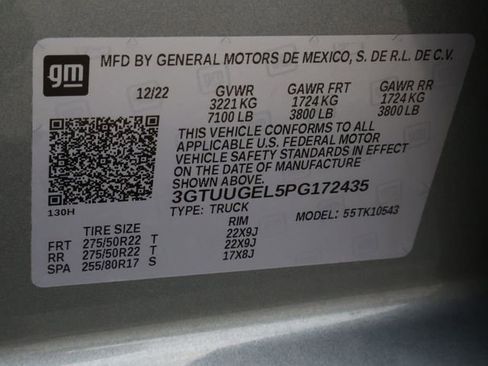 gm
MFD BY GENERAL MOTORS DE MEXICO, S. DE R.L. DE C.V.
12/22 GVWR GAWR FRT GAWR RR
3221 KG 1724 KG 1724 KG
7100 LB 3800 LB 3800 LB
THIS VEHICLE CONFORMS TO ALL
APPLICABLE U.S. FEDERAL MOTOR
VEHICLE SAFETY STANDARDS IN EFFECT
ON THE DATE OF MANUFACTURE
SHOWN ABOVE.
3GTUUGEL5PG172435
130H TYPE: TRUCK MODEL: 55TK10543
TIRE SIZE RIM
FRT 275/50R22 T 22X9J
RR 275/50R22 T 22X9J
SPA 255/80R17 S 17X8J